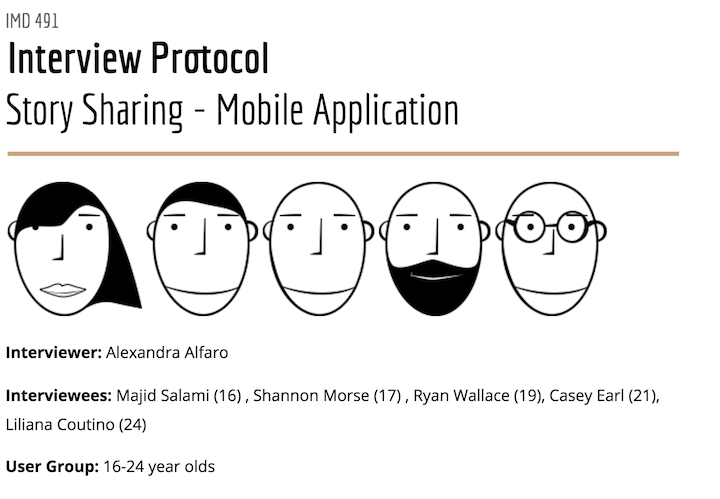 IMD 491
Interview Protocol
Story Sharing - Mobile Application
Interviewer: Alexandra Alfaro
Interviewees: Majid Salami (16) , Shannon Morse (17) , Ryan Wallace (19), Casey Earl (21),
Liliana Coutino (24)
User Group: 16-24 year olds